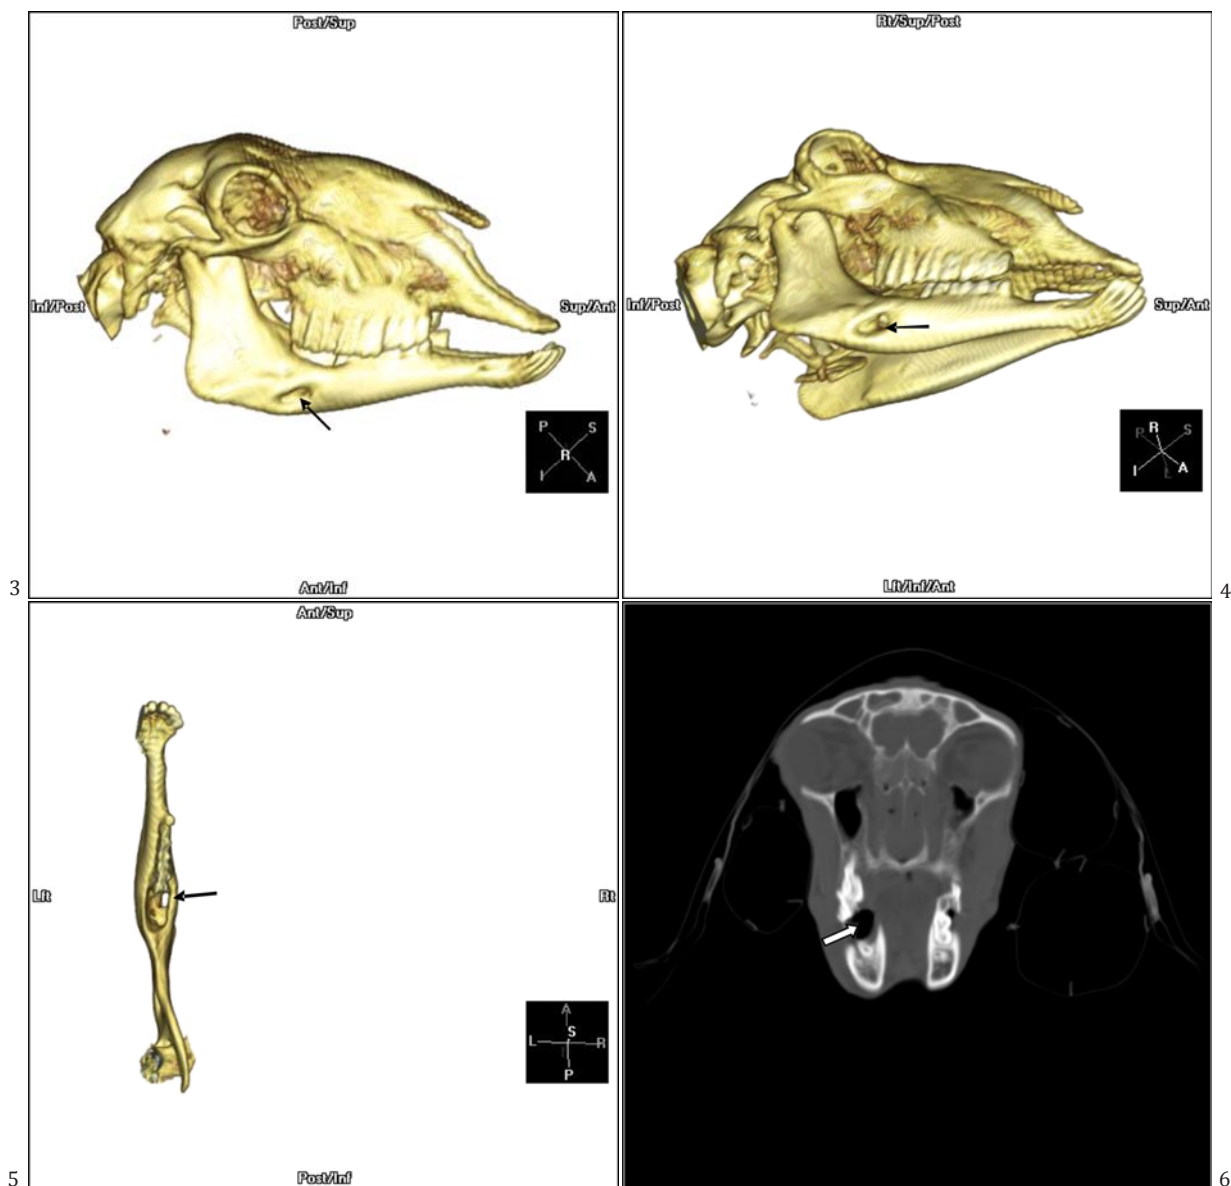 Post/Sup
Inf/Post
Sup/Ant
P S
R
I A
Ant/Inf
3
Rt/Sup/Post
Inf/Post
Sup/Ant
P R S
I L A
Lft/Inf/Ant
4
Ant/Sup
Lft
Rt
A
L S R
I
P
Post/Inf
5
6